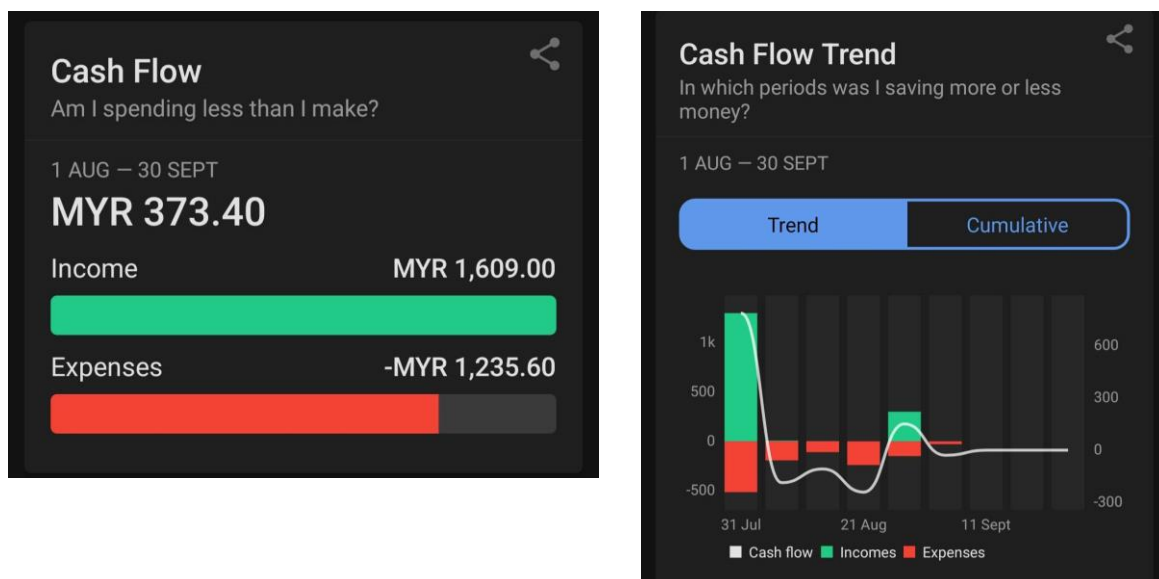 Cash Flow
Am I spending less than I make?
1 AUG — 30 SEPT
MYR 373.40
Income MYR 1,609.00
Expenses -MYR 1,235.60
Cash Flow Trend
In which periods was I saving more or less
money?
1 AUG — 30 SEPT
Trend Cumulative
1k 600
500 300
0 0
-500 -300
31 Jul 21 Aug 11 Sept
Cash flow Incomes Expenses